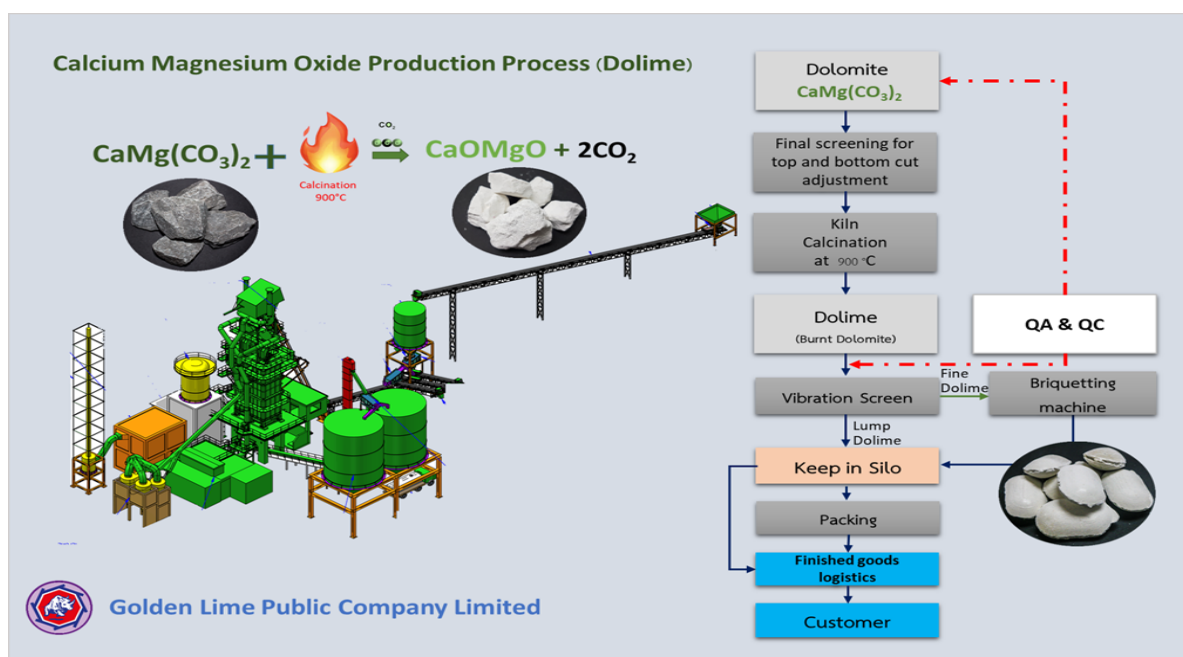 Calcium Magnesium Oxide Production Process (Dolime)
CaMg(CO₃)₂ + CO₂ CaOMgO + 2CO₂
Calcination
900°C
Dolomite
CaMg(CO₃)₂
Final screening for
top and bottom cut
adjustment
Kiln
Calcination
at 900 °C
Dolime
(Burnt Dolomite)
QA & QC
Vibration Screen
Fine
Dolime
Briquetting
machine
Lump
Dolime
Keep in Silo
Packing
Finished goods
logistics
Customer
Golden Lime Public Company Limited